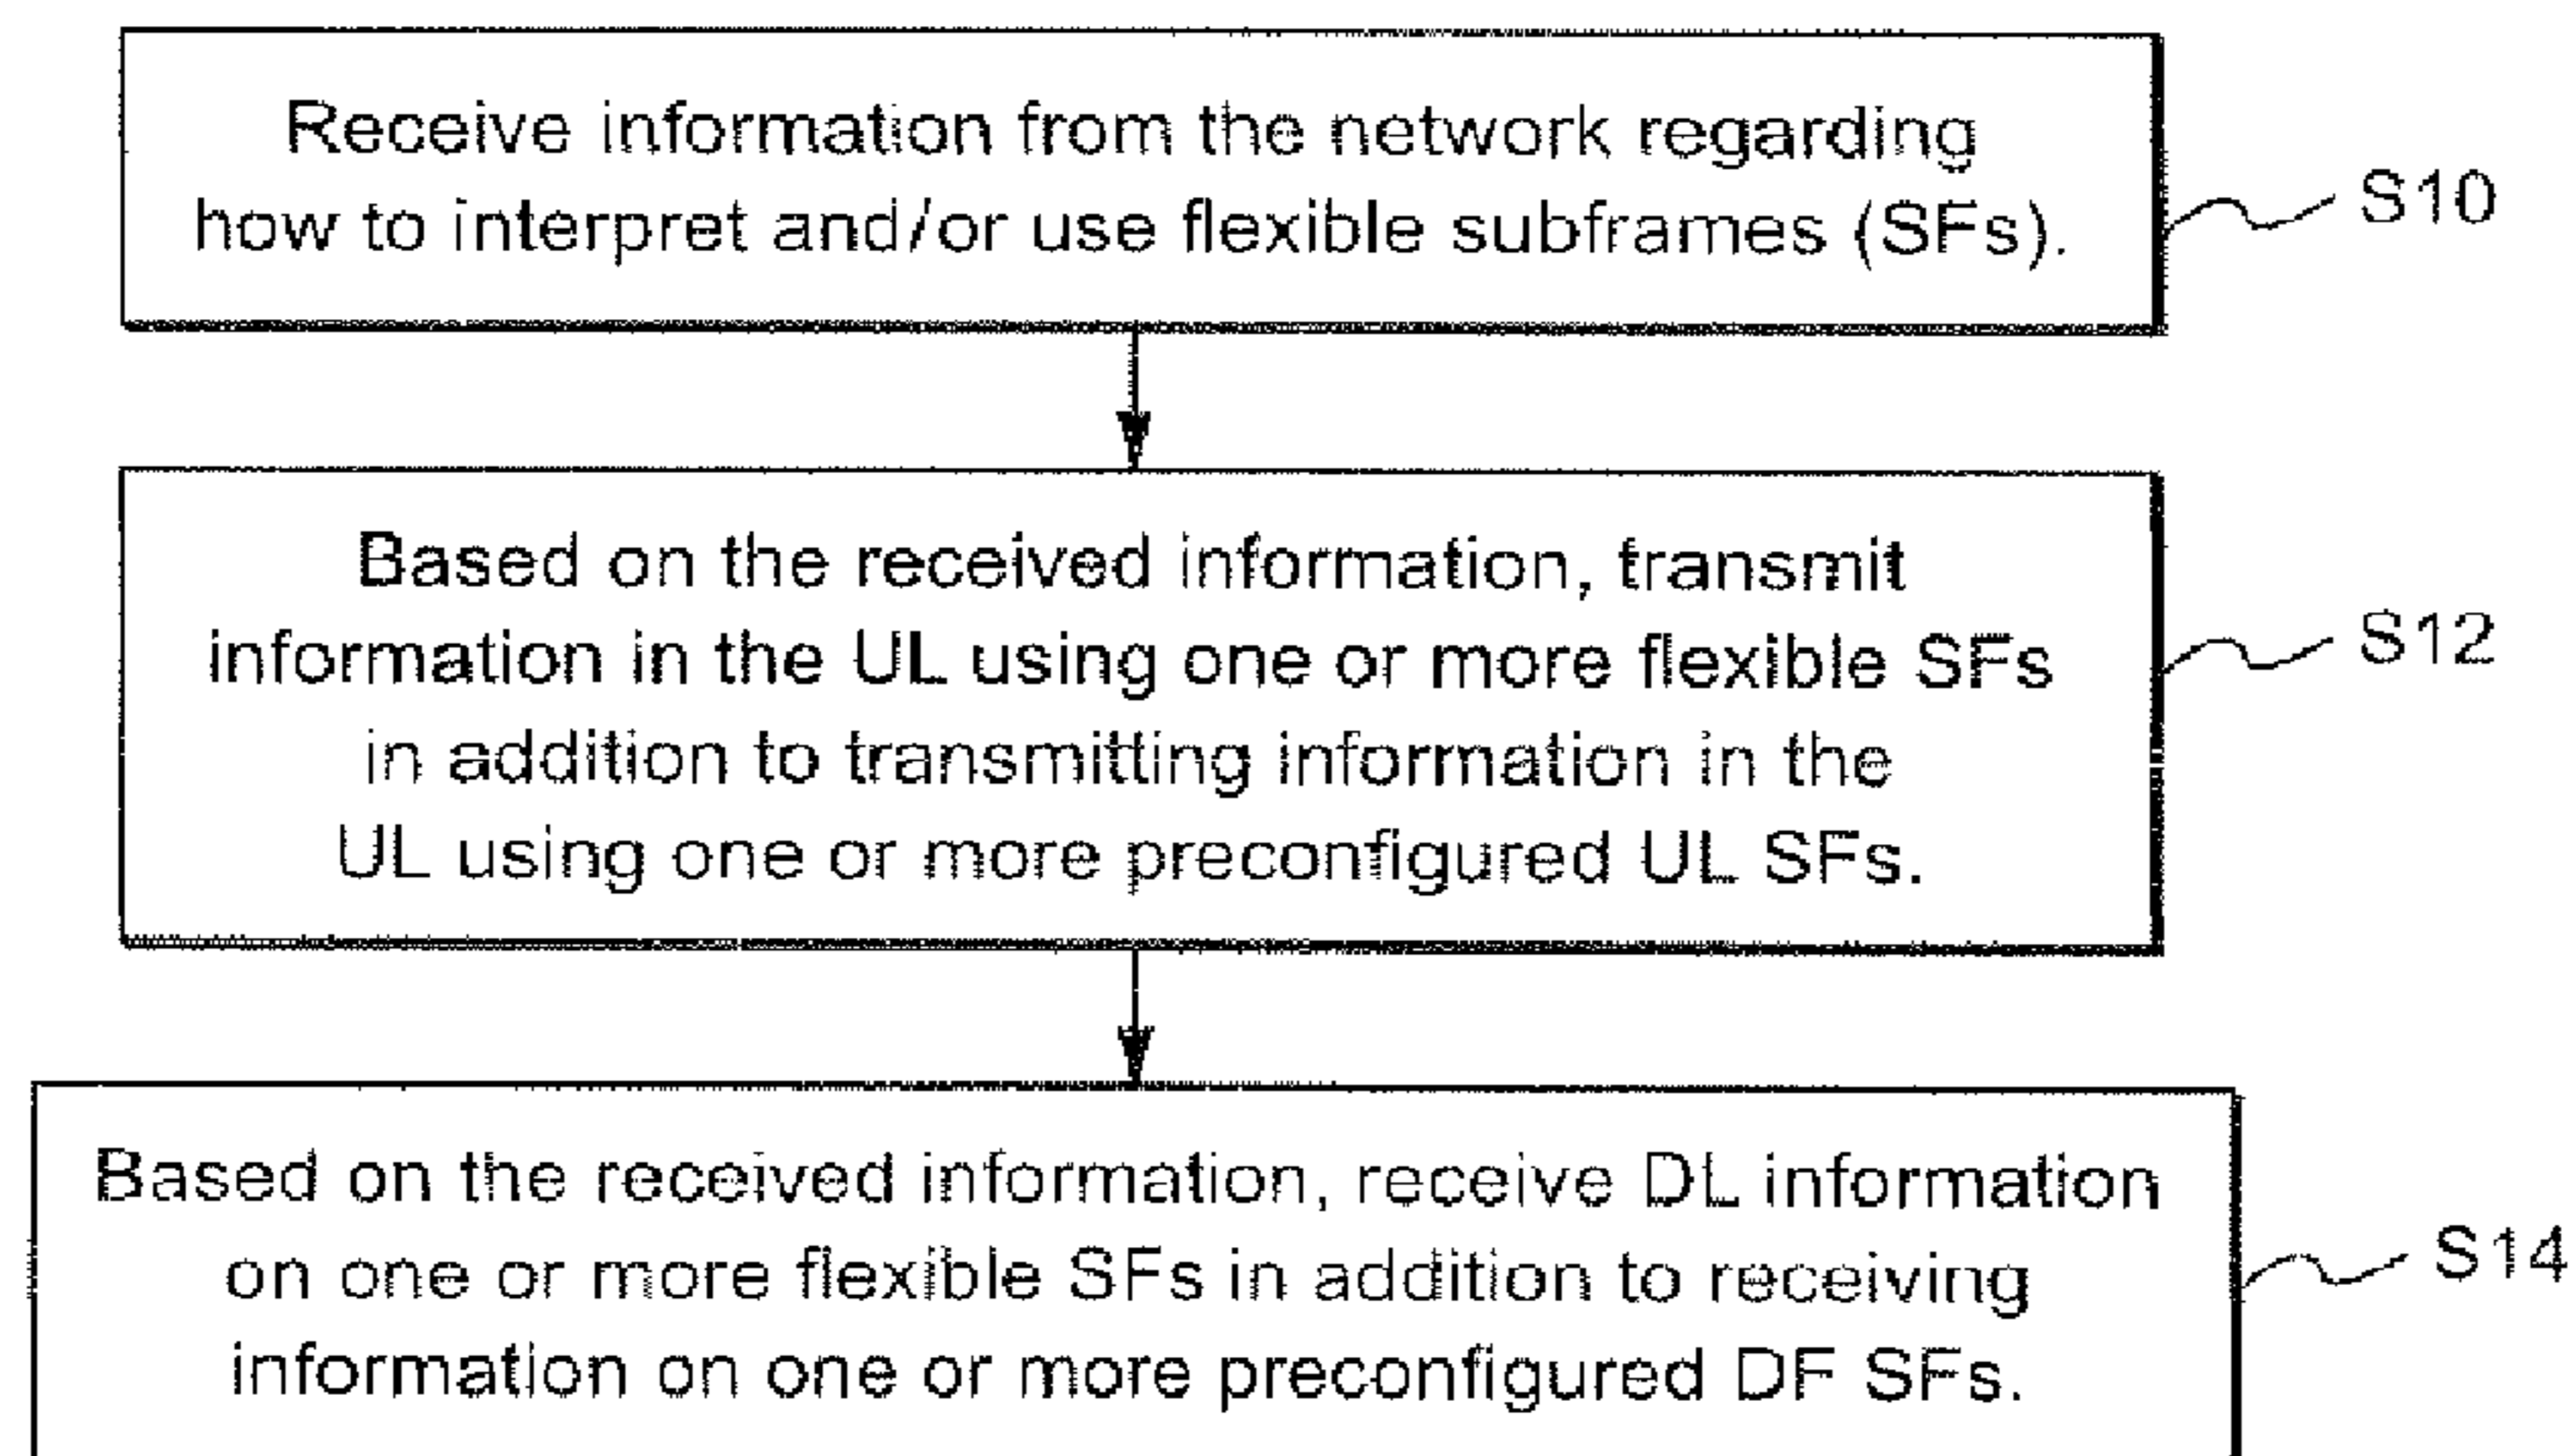 Receive information from the network regarding
how to interpret and/or use flexible subframes (SFs).
S10
Based on the received information, transmit
information in the UL using one or more flexible SFs
in addition to transmitting information in the
UL using one or more preconfigured UL SFs.
S12
Based on the received information, receive DL information
on one or more flexible SFs in addition to receiving
information on one or more preconfigured DF SFs.
S14